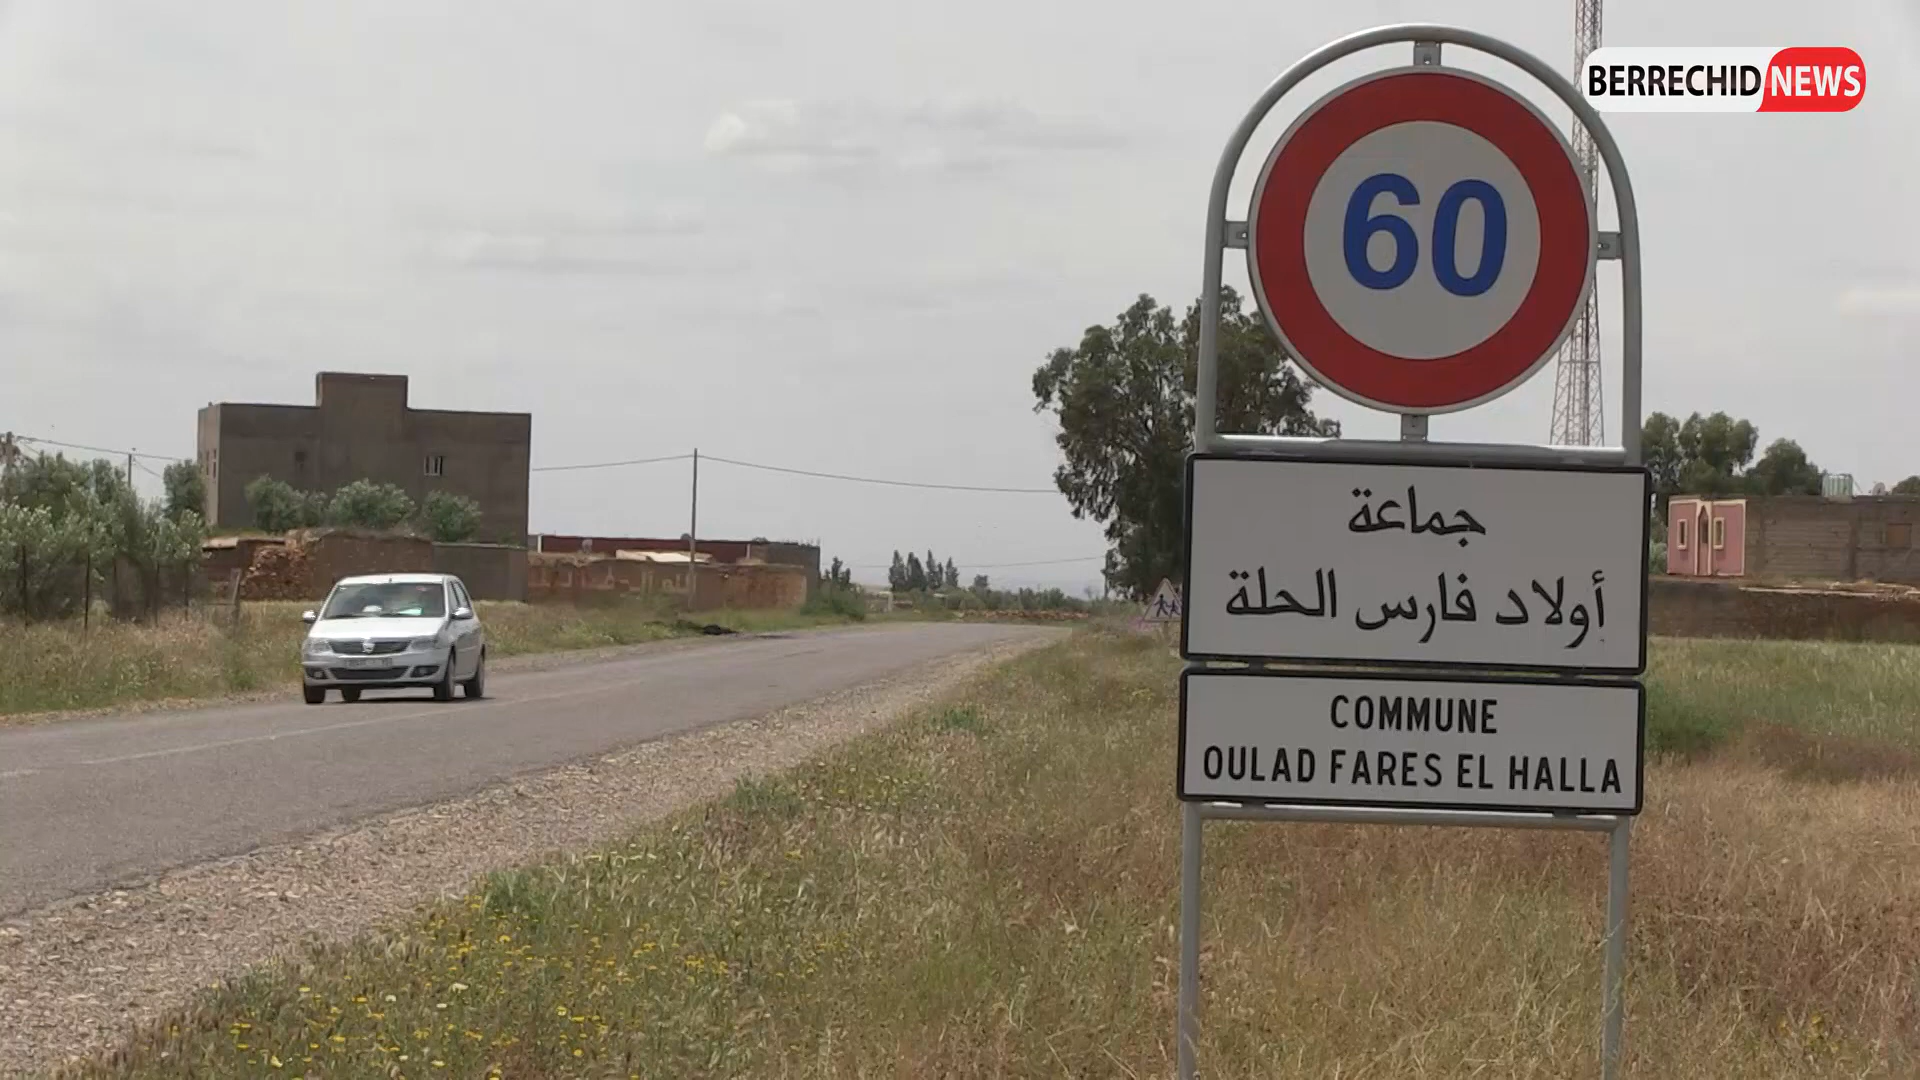 BERRECHID NEWS
60
جماعة
أولاد فارس الحلة
COMMUNE
OULAD FARES EL HALLA